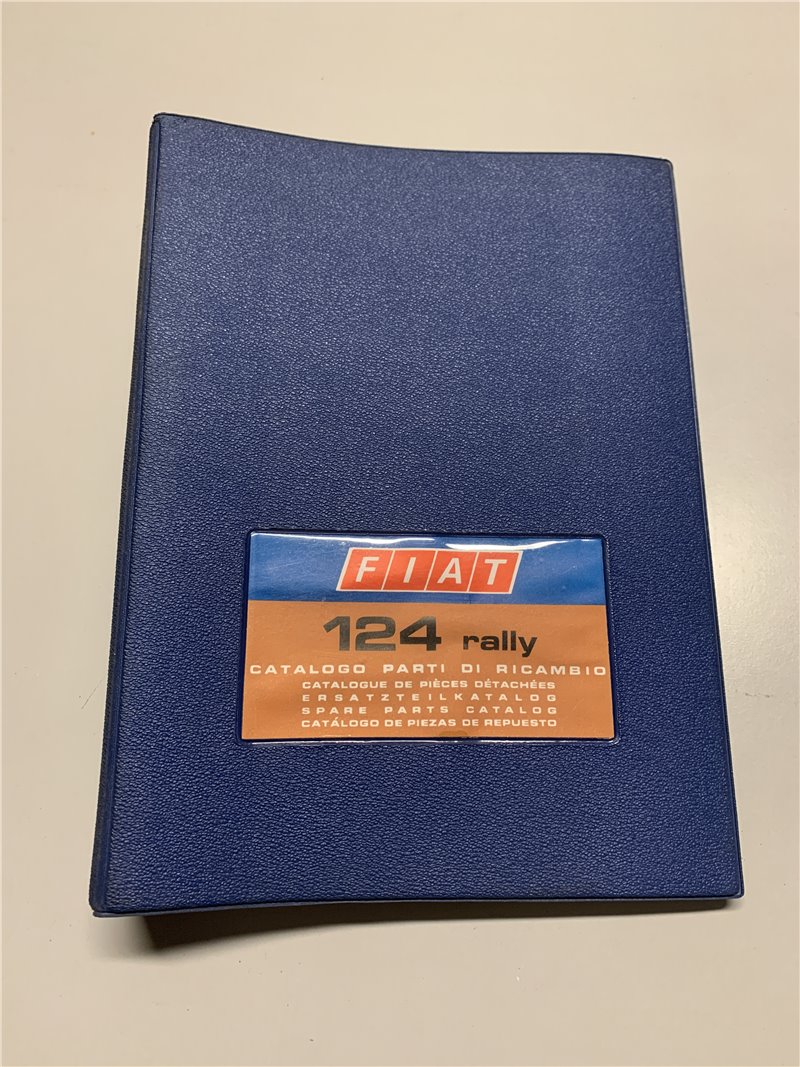 FIAT
124 rally
CATALOGO PARTI DI RICAMBIO
CATALOGUE DE PIÈCES DÉTACHÉES
ERSATZTEILKATALOG
SPARE PARTS CATALOG
CATÁLOGO DE PIEZAS DE REPUESTO